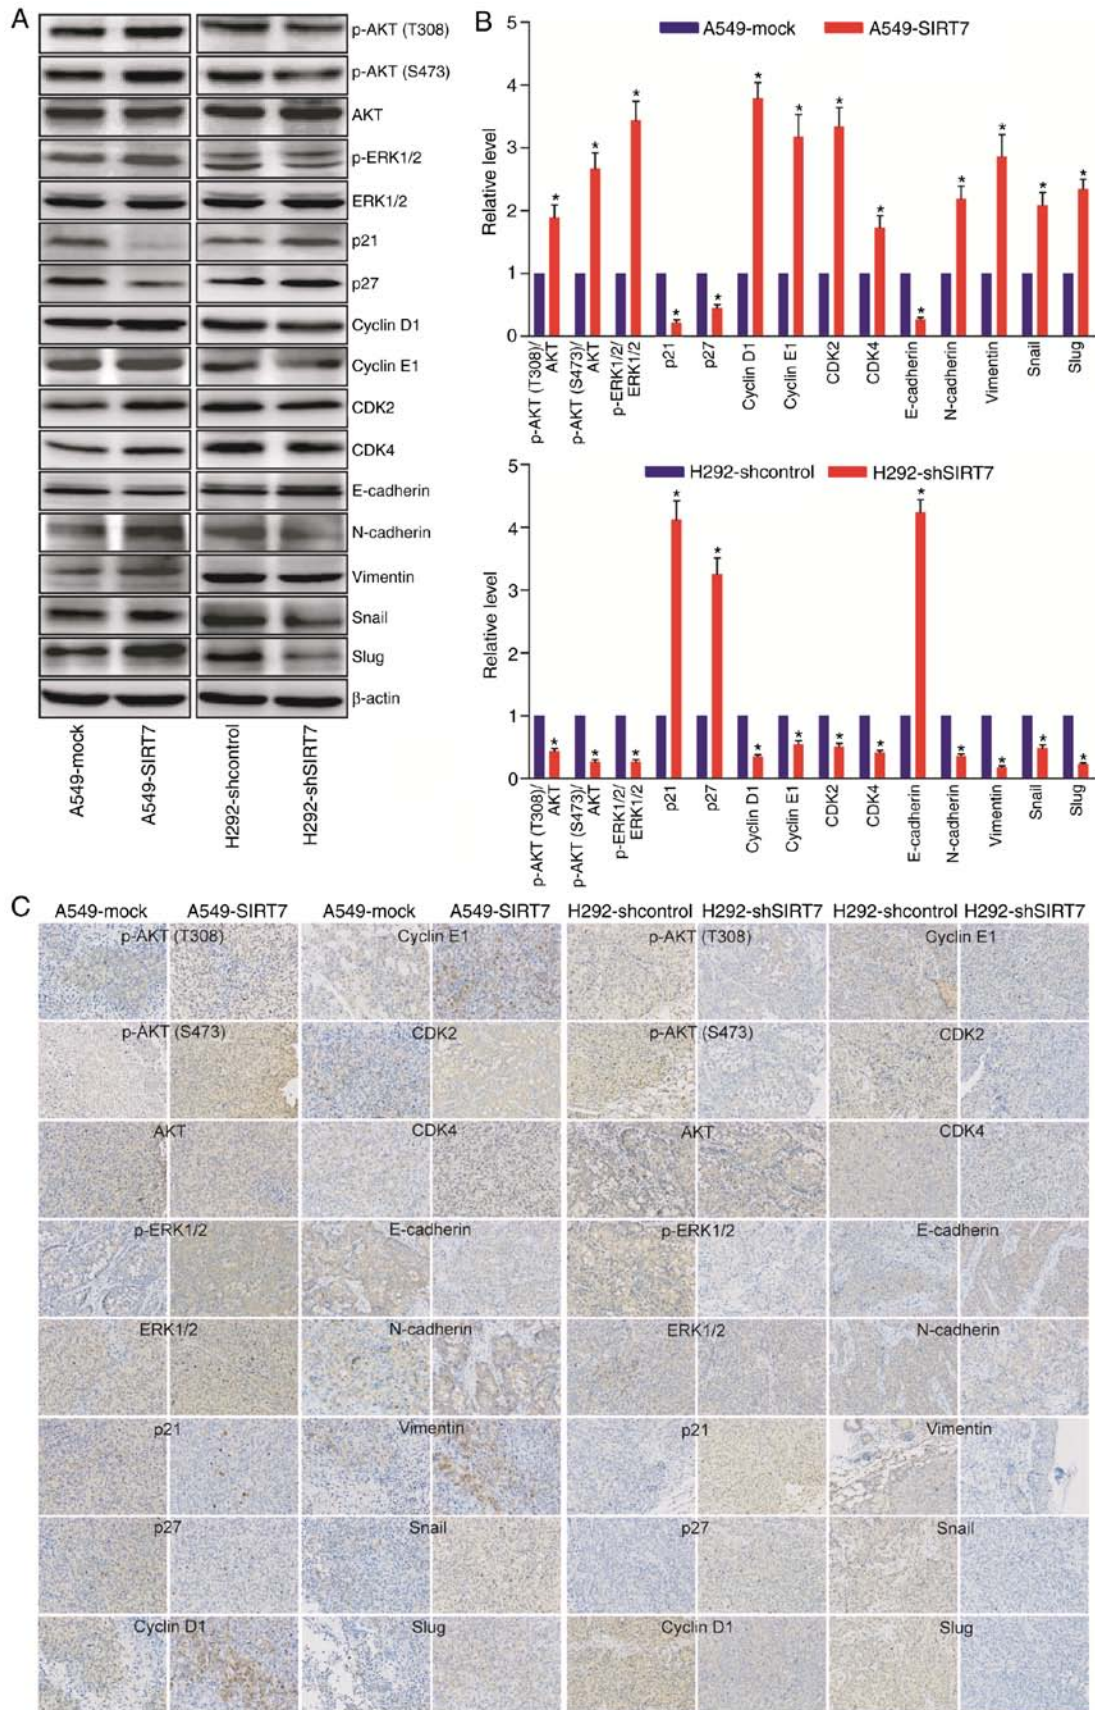 A
p-AKT (T308)
p-AKT (S473)
AKT
p-ERK1/2
ERK1/2
p21
p27
Cyclin D1
Cyclin E1
CDK2
CDK4
E-cadherin
N-cadherin
Vimentin
Snail
Slug
β-actin
A549-mock
A549-SIRT7
H292-shcontrol
H292-shSIRT7
B
A549-mock A549-SIRT7
Relative level
5
4
3
2
1
0
* * * * * * * * * * * * * *
p-AKT (T308)/
AKT
p-AKT (S473)/
AKT
p-ERK1/2/
ERK1/2
p21
p27
Cyclin D1
Cyclin E1
CDK2
CDK4
E-cadherin
N-cadherin
Vimentin
Snail
Slug
H292-shcontrol H292-shSIRT7
Relative level
5
4
3
2
1
0
* * * * * * * * * * * * * *
p-AKT (T308)/
AKT
p-AKT (S473)/
AKT
p-ERK1/2/
ERK1/2
p21
p27
Cyclin D1
Cyclin E1
CDK2
CDK4
E-cadherin
N-cadherin
Vimentin
Snail
Slug
C
A549-mock A549-SIRT7 A549-mock A549-SIRT7 H292-shcontrol H292-shSIRT7 H292-shcontrol H292-shSIRT7
p-AKT (T308) Cyclin E1 p-AKT (T308) Cyclin E1
p-AKT (S473) CDK2 p-AKT (S473) CDK2
AKT CDK4 AKT CDK4
p-ERK1/2 E-cadherin p-ERK1/2 E-cadherin
ERK1/2 N-cadherin ERK1/2 N-cadherin
p21 Vimentin p21 Vimentin
p27 Snail p27 Snail
Cyclin D1 Slug Cyclin D1 Slug